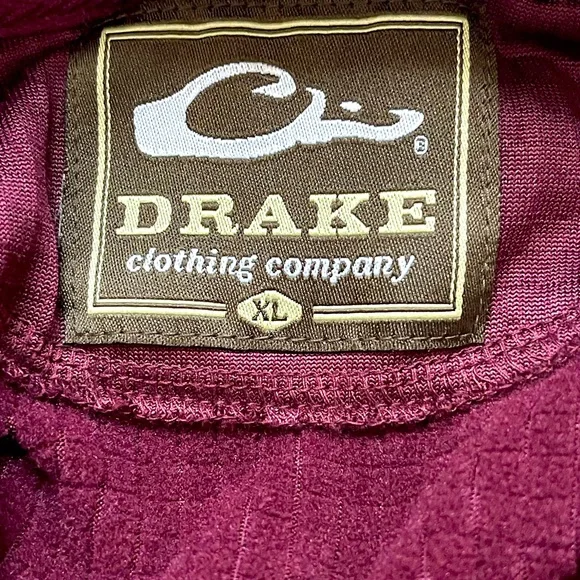 ®
DRAKE
clothing company
XL